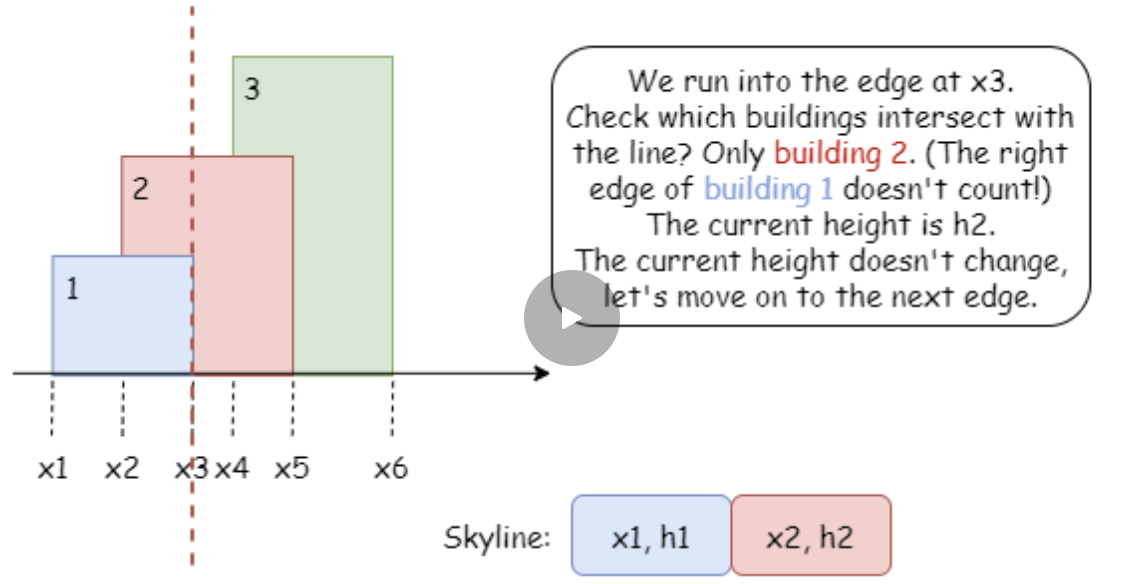 3
2
1
We run into the edge at x3.
Check which buildings intersect with
the line? Only building 2. (The right
edge of building 1 doesn't count!)
The current height is h2.
The current height doesn't change,
let's move on to the next edge.
x1 x2 x3 x4 x5 x6
Skyline: x1, h1 x2, h2